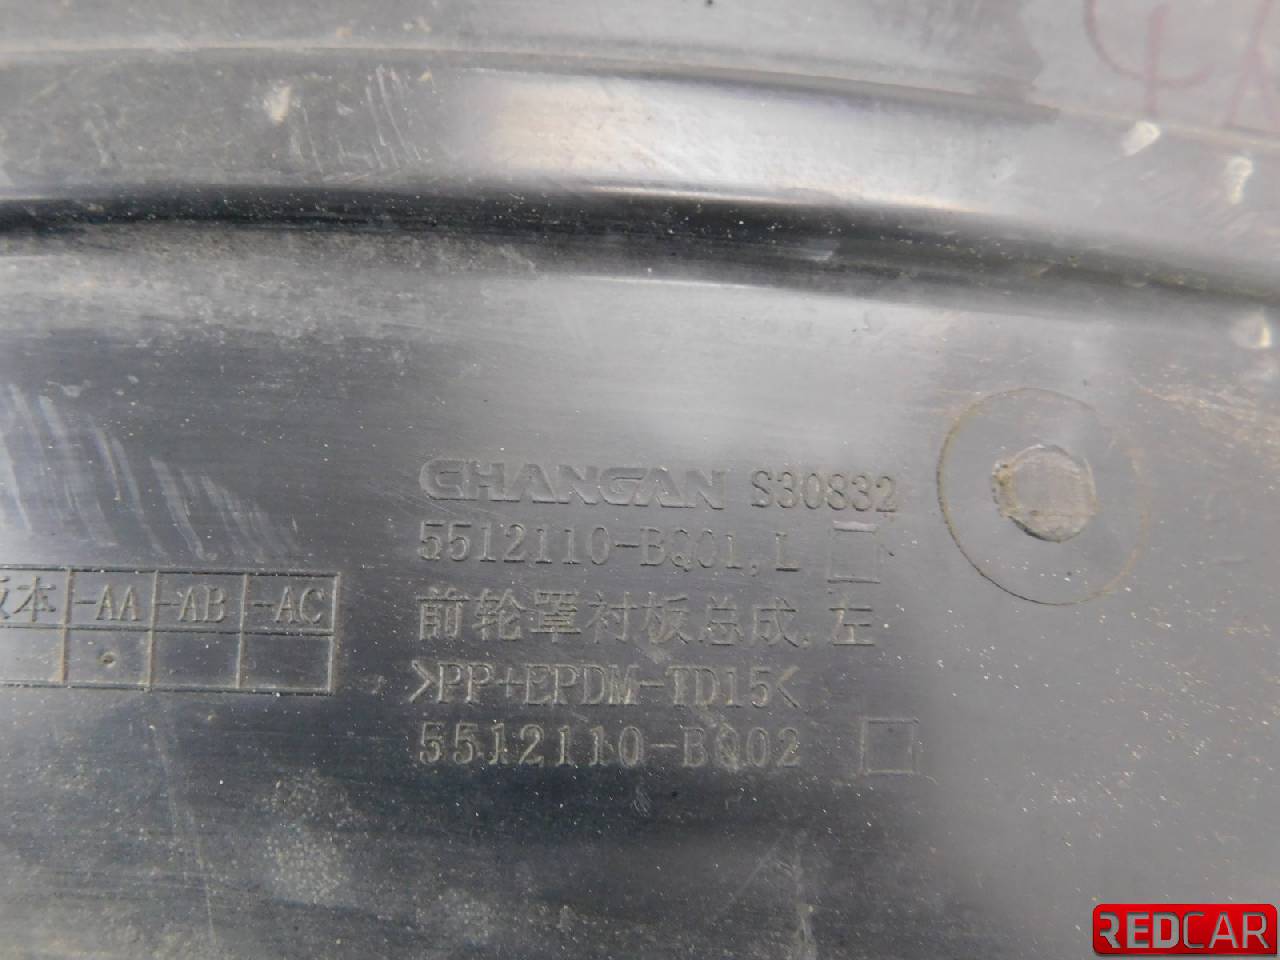 CHANGAN S30832
5512110-BQ01,L
版本 -AA -AB -AC
前轮罩衬板总成,左
>PP+EPDM-TD15<
5512110-BQ02
REDCAR